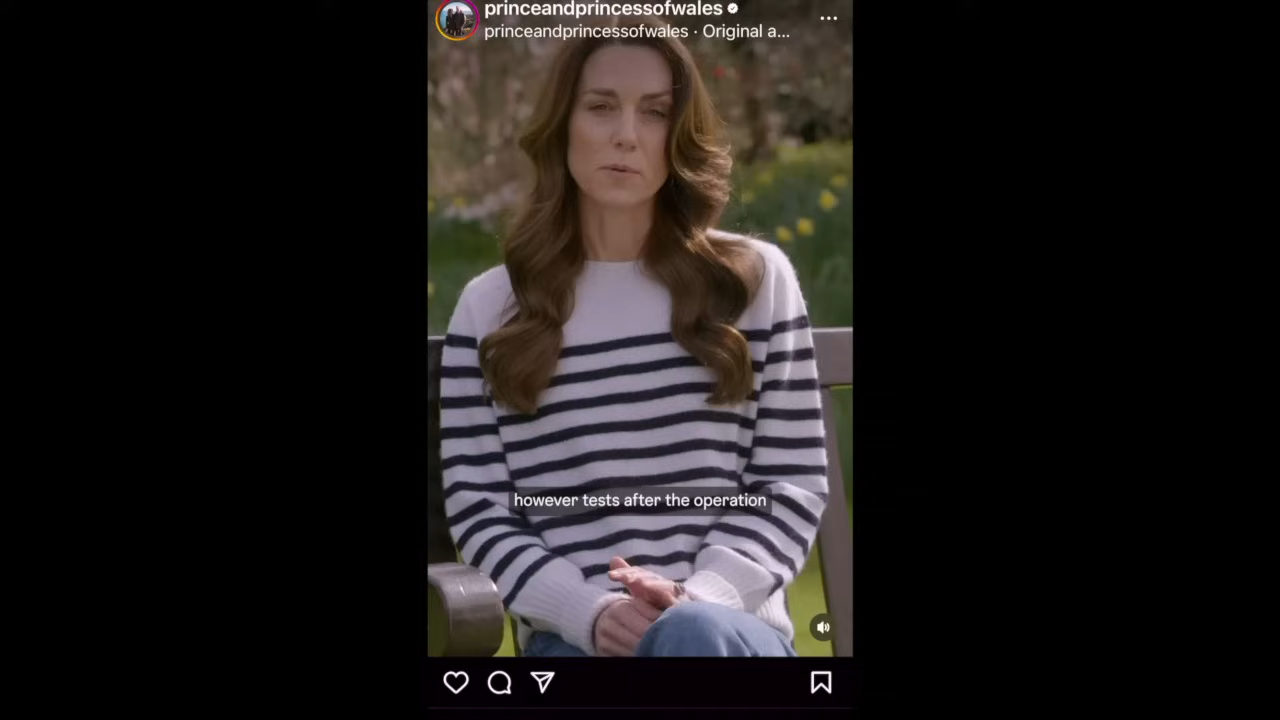 princeandprincessofwales
princeandprincessofwales · Original a...
however tests after the operation